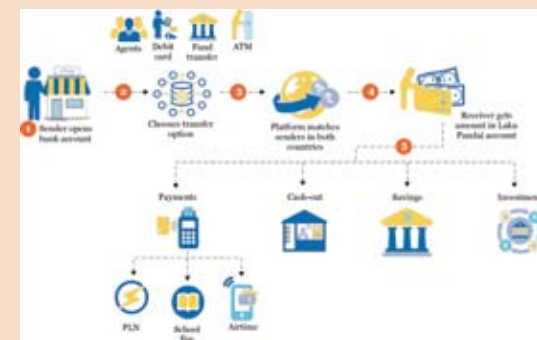 Agents
Debit
card
Fund
transfer
ATM
1
Sender opens
bank account
2
Chooses transfer
option
3
Platform matches
senders in both
countries
4
Receiver gets
amount in Laku
Pandai account
5
Payments
Cash-out
Savings
Investment
PLN
School
Fee
Airtime